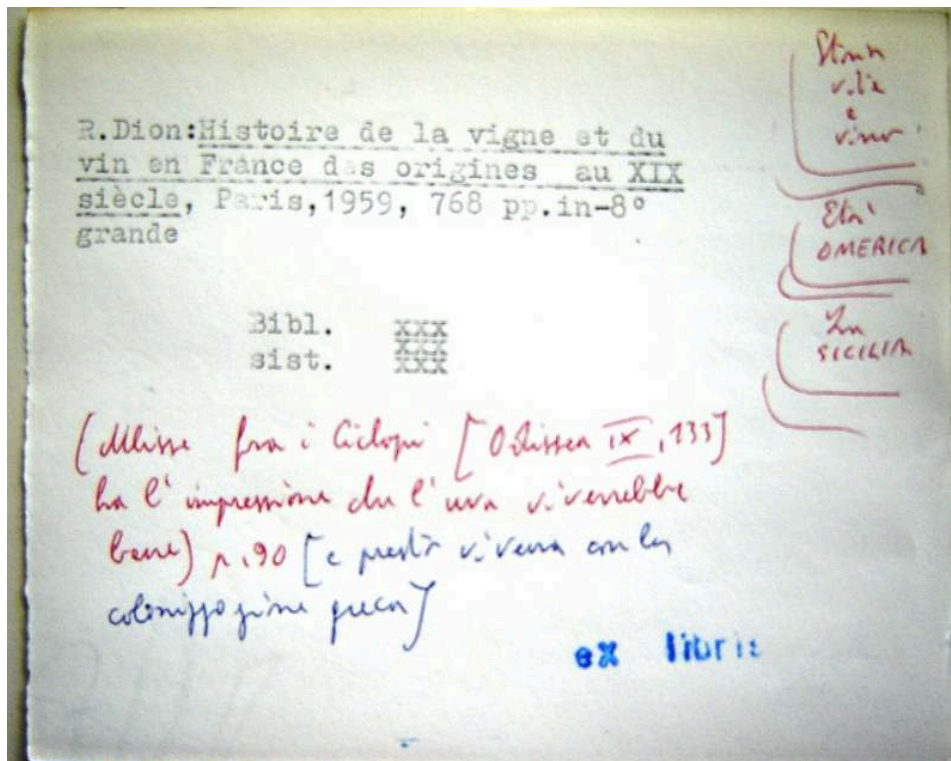 R.Dion:Histoire de la vigne et du
vin en France des origines au XIX
siècle, Paris,1959, 768 pp.in-8°
grande
Bibl. xxx
sist. xxx
xxx
(Ulisse fra i Ciclopi [Odissea IX, 133]
ha l'impressione che l'uva vi verrebbe
bene) p.90 [e presto vi verrà con la
colonizzazione greca]
ex libris
Storia
vite
e
vino
Età
OMERICA
In
SICILIA